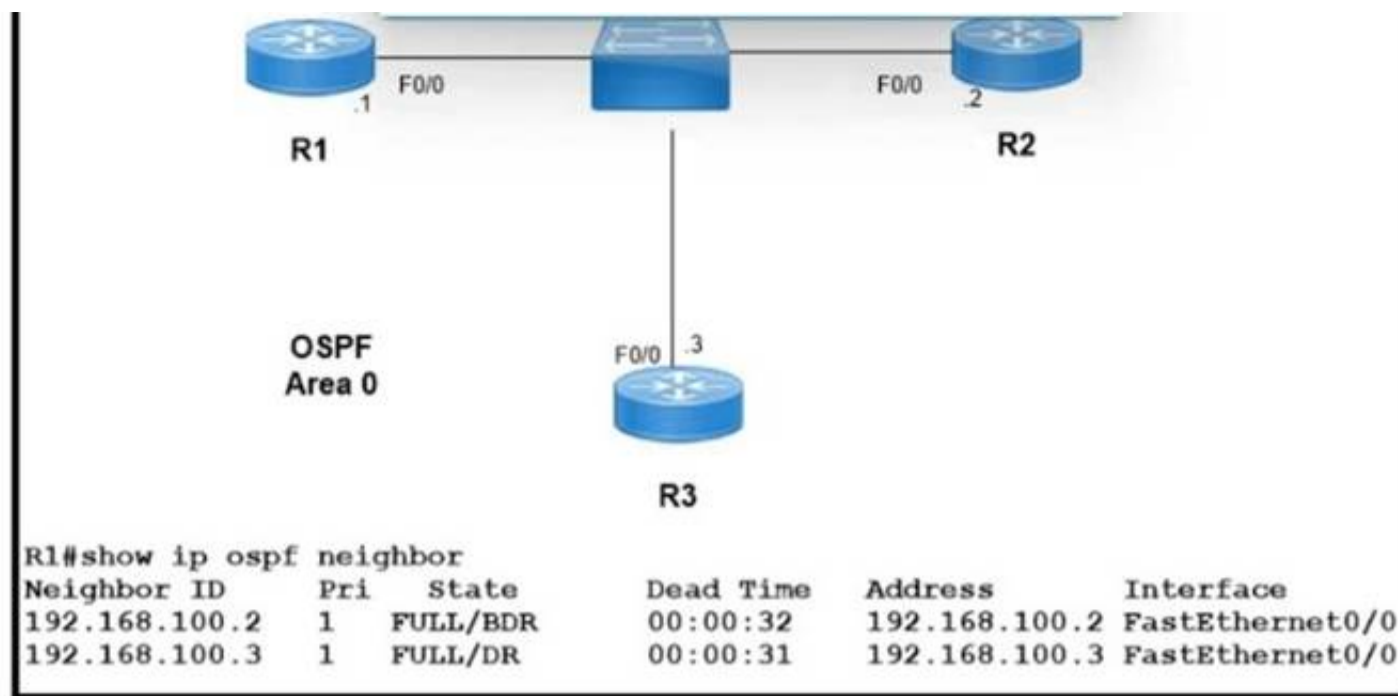 F0/0
F0/0
.1
.2
R1
R2
OSPF
Area 0
F0/0
.3
R3
R1#show ip ospf neighbor
Neighbor ID Pri State Dead Time Address Interface
192.168.100.2 1 FULL/BDR 00:00:32 192.168.100.2 FastEthernet0/0
192.168.100.3 1 FULL/DR 00:00:31 192.168.100.3 FastEthernet0/0